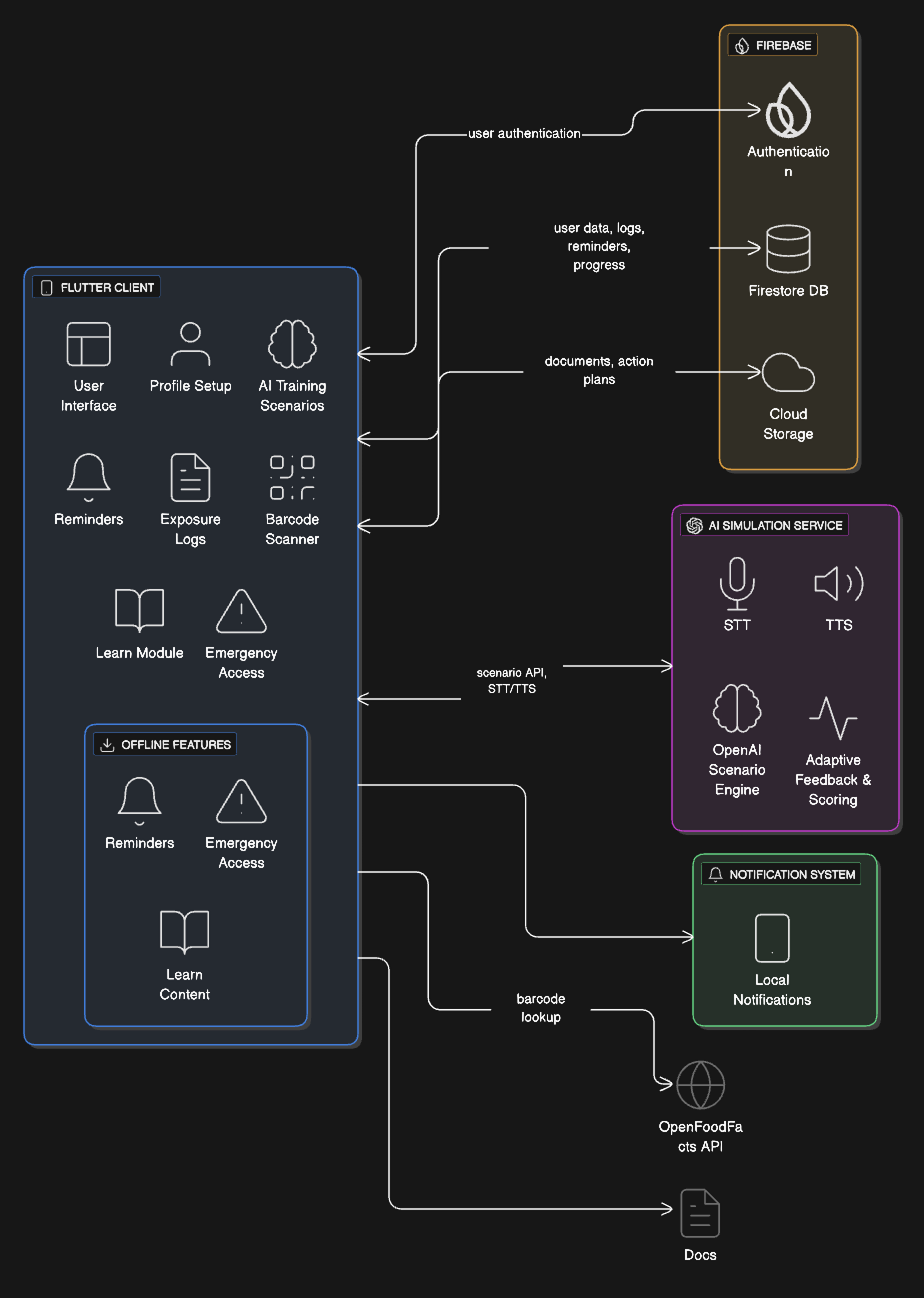 FIREBASE
user authentication
Authenticatio
n
user data, logs,
reminders,
progress
Firestore DB
documents, action
plans
Cloud
Storage
FLUTTER CLIENT
User
Interface
Profile Setup
AI Training
Scenarios
Reminders
Exposure
Logs
Barcode
Scanner
Learn Module
Emergency
Access
OFFLINE FEATURES
Reminders
Emergency
Access
Learn
Content
scenario API,
STT/TTS
AI SIMULATION SERVICE
STT
TTS
OpenAI
Scenario
Engine
Adaptive
Feedback &
Scoring
NOTIFICATION SYSTEM
Local
Notifications
barcode
lookup
OpenFoodFa
cts API
Docs